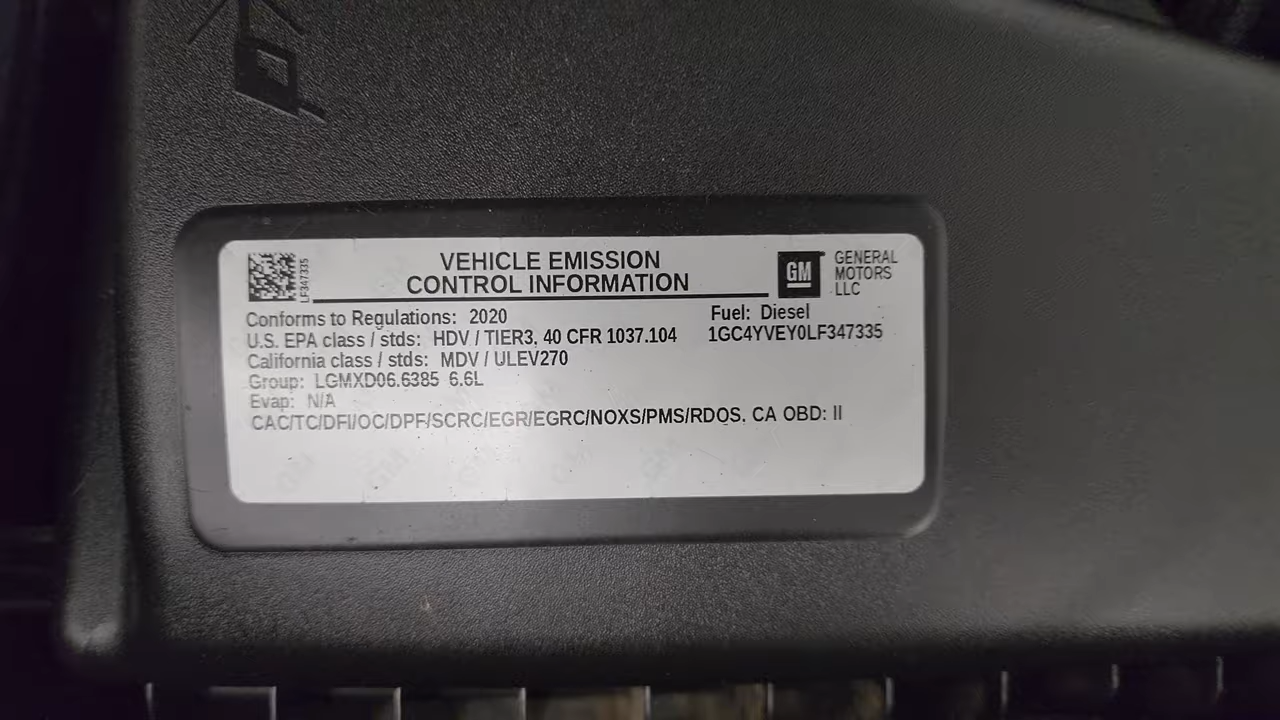 VEHICLE EMISSION
CONTROL INFORMATION
LF347335
GM
GENERAL
MOTORS
LLC
Conforms to Regulations: 2020
Fuel: Diesel
U.S. EPA class / stds: HDV / TIER3, 40 CFR 1037.104
1GC4YVEY0LF347335
California class / stds: MDV / ULEV270
Group: LGMXD06.6385 6.6L
Evap: N/A
CAC/TC/DFI/OC/DPF/SCRC/EGR/EGRC/NOXS/PMS/RDQS, CA OBD: II